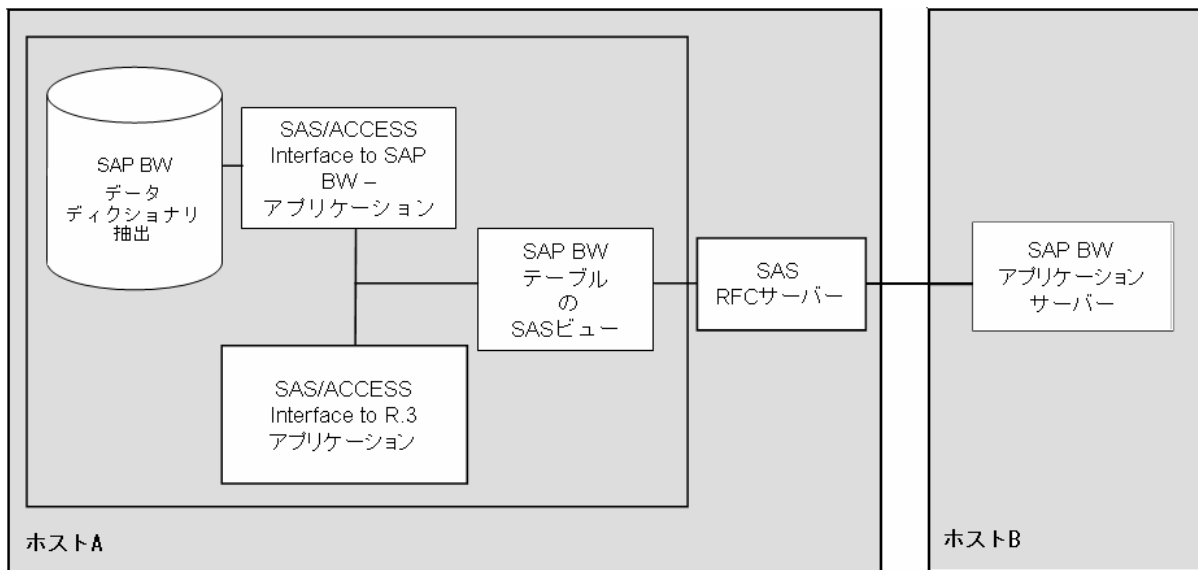 SAP BW
データ
ディクショナリ
抽出
SAS/ACCESS
Interface to SAP
BW –
アプリケーション
SAS/ACCESS
Interface to R.3
アプリケーション
SAP BW
テーブル
の
SASビュー
SAS
RFCサーバー
ホストA
SAP BW
アプリケーション
サーバー
ホストB